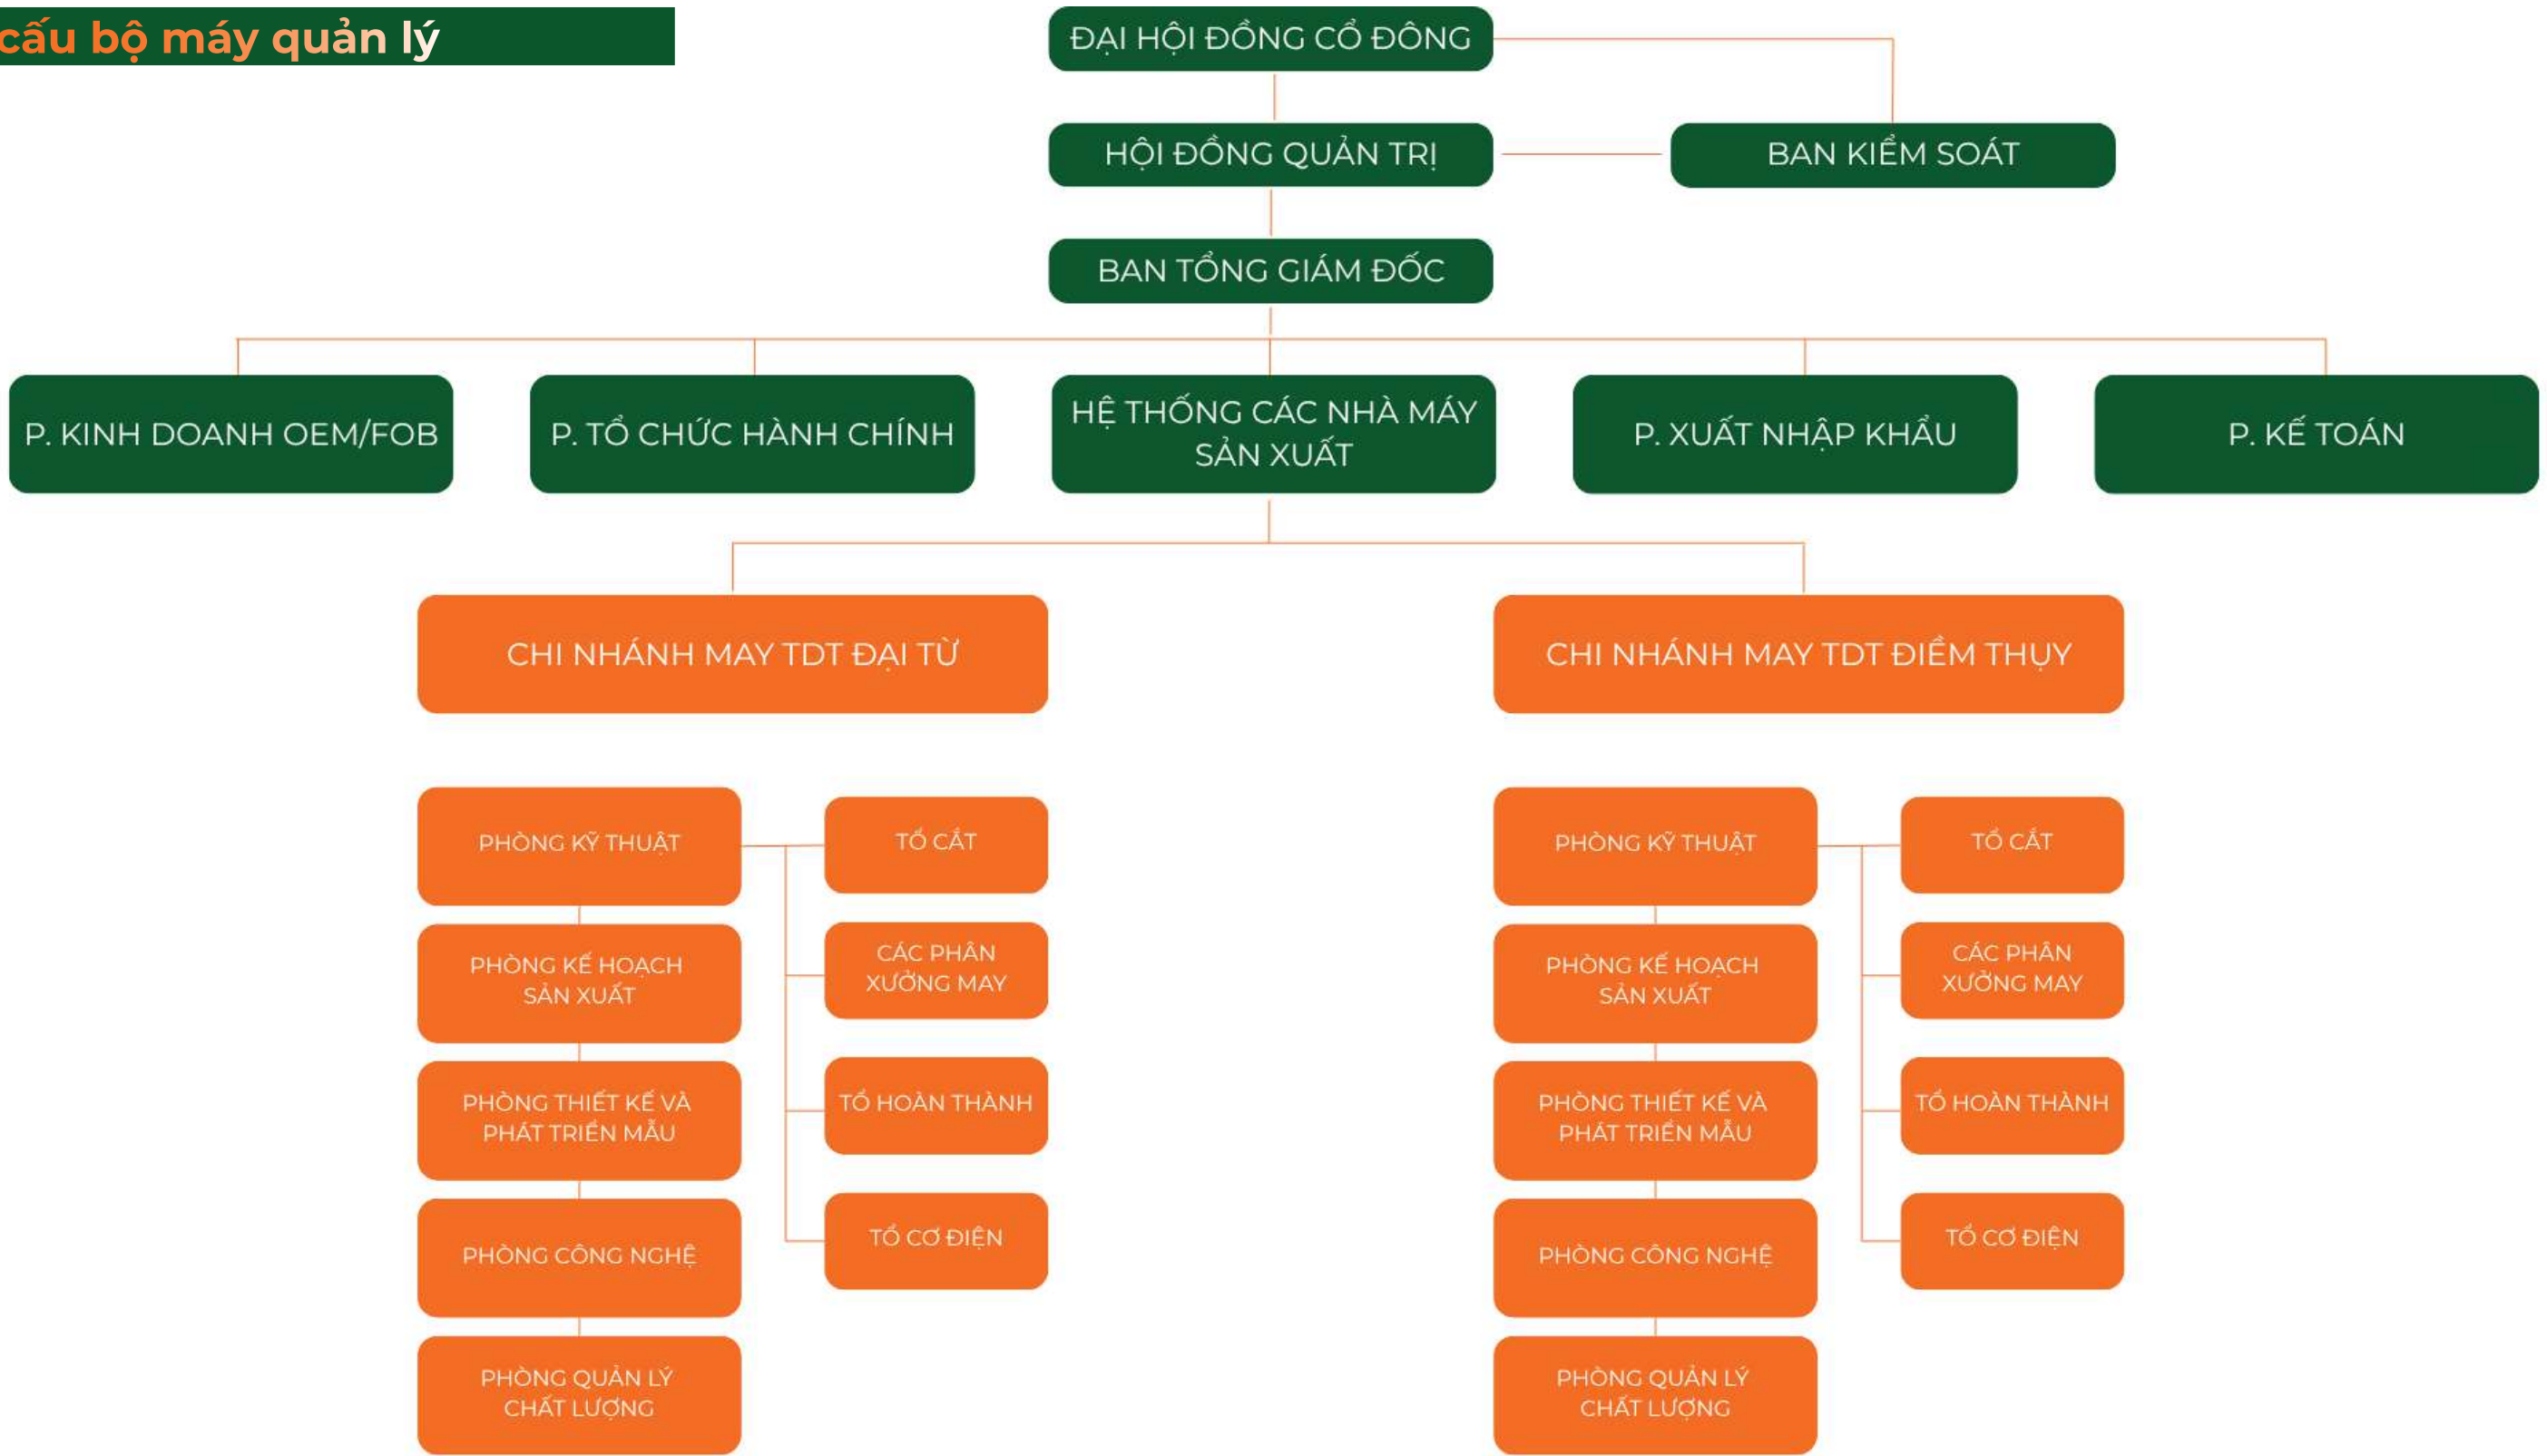 cấu bộ máy quản lý
ĐẠI HỘI ĐỒNG CỔ ĐÔNG
HỘI ĐỒNG QUẢN TRỊ
BAN KIỂM SOÁT
BAN TỔNG GIÁM ĐỐC
P. KINH DOANH OEM/FOB
P. TỔ CHỨC HÀNH CHÍNH
HỆ THỐNG CÁC NHÀ MÁY
SẢN XUẤT
P. XUẤT NHẬP KHẨU
P. KẾ TOÁN
CHI NHÁNH MAY TDT ĐẠI TỪ
CHI NHÁNH MAY TDT ĐIỀM THỤY
PHÒNG KỸ THUẬT
TỔ CẮT
PHÒNG KẾ HOẠCH
SẢN XUẤT
CÁC PHÂN
XƯỞNG MAY
PHÒNG THIẾT KẾ VÀ
PHÁT TRIỂN MẪU
TỔ HOÀN THÀNH
PHÒNG CÔNG NGHỆ
TỔ CƠ ĐIỆN
PHÒNG QUẢN LÝ
CHẤT LƯỢNG
PHÒNG KỸ THUẬT
TỔ CẮT
PHÒNG KẾ HOẠCH
SẢN XUẤT
CÁC PHÂN
XƯỞNG MAY
PHÒNG THIẾT KẾ VÀ
PHÁT TRIỂN MẪU
TỔ HOÀN THÀNH
PHÒNG CÔNG NGHỆ
TỔ CƠ ĐIỆN
PHÒNG QUẢN LÝ
CHẤT LƯỢNG